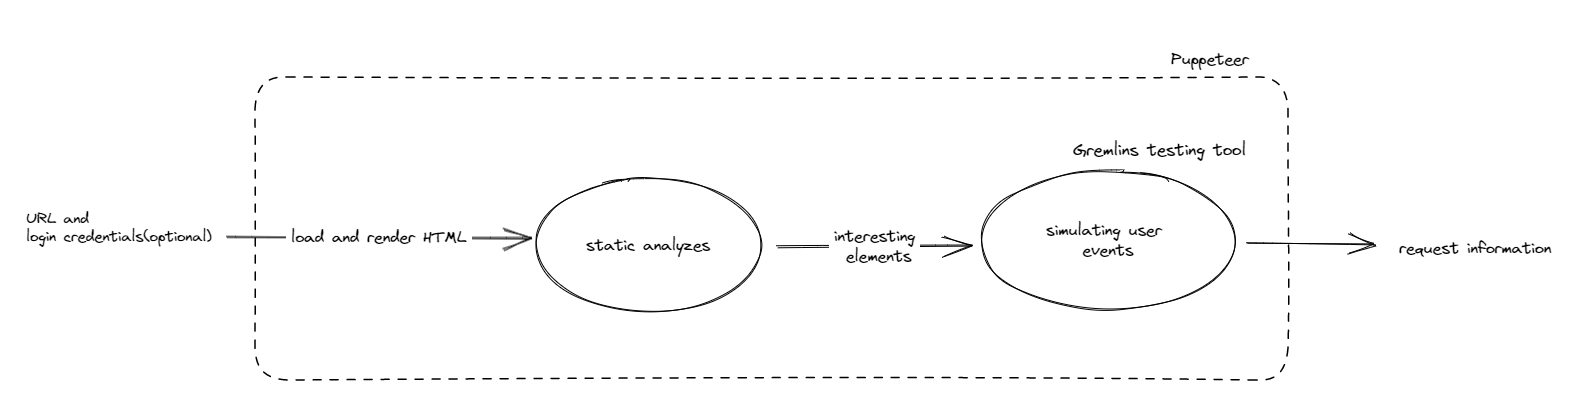 Puppeteer
Gremlins testing tool
URL and
login credentials(optional)
load and render HTML
static analyzes
interesting
elements
simulating user
events
request information